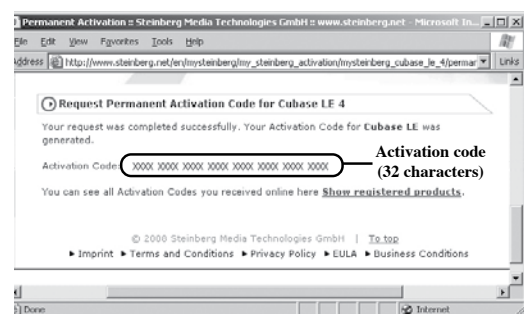 Permanent Activation :: Steinberg Media Technologies GmbH :: www.steinberg.net - Microsoft In...
File Edit View Favorites Tools Help
Address http://www.steinberg.net/en/mysteinberg/my_steinberg_activation/mysteinberg_cubase_le_4/permar Links
Request Permanent Activation Code for Cubase LE 4
Your request was completed successfully. Your Activation Code for Cubase LE was
generated.
Activation Code: XXXX XXXX XXXX XXXX XXXX XXXX XXXX XXXX
Activation code
(32 characters)
You can see all Activation Codes you received online here Show registered products.
© 2008 Steinberg Media Technologies GmbH | To top
Imprint Terms and Conditions Privacy Policy EULA Business Conditions
Done Internet